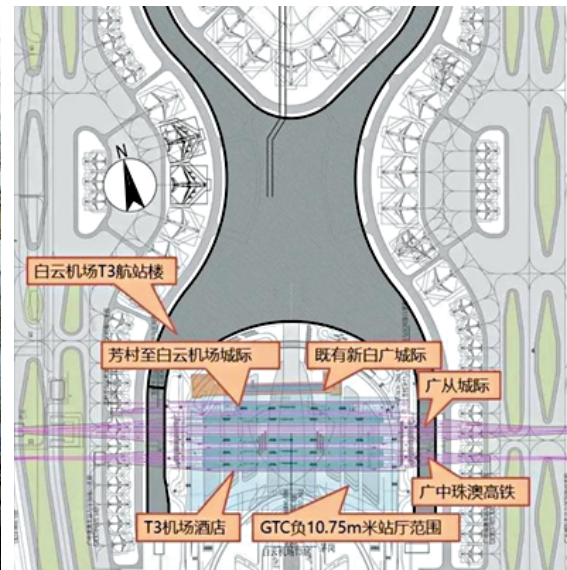 N
白云机场T3航站楼
芳村至白云机场城际
既有新白广城际
广从城际
广中珠澳高铁
T3机场酒店
GTC负10.75m米站厅范围